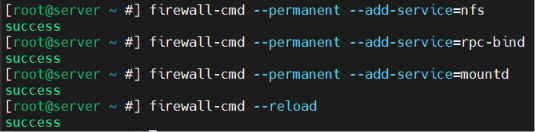 [root@server ~ #] firewall-cmd --permanent --add-service=nfs
success
[root@server ~ #] firewall-cmd --permanent --add-service=rpc-bind
success
[root@server ~ #] firewall-cmd --permanent --add-service=mountd
success
[root@server ~ #] firewall-cmd --reload
success